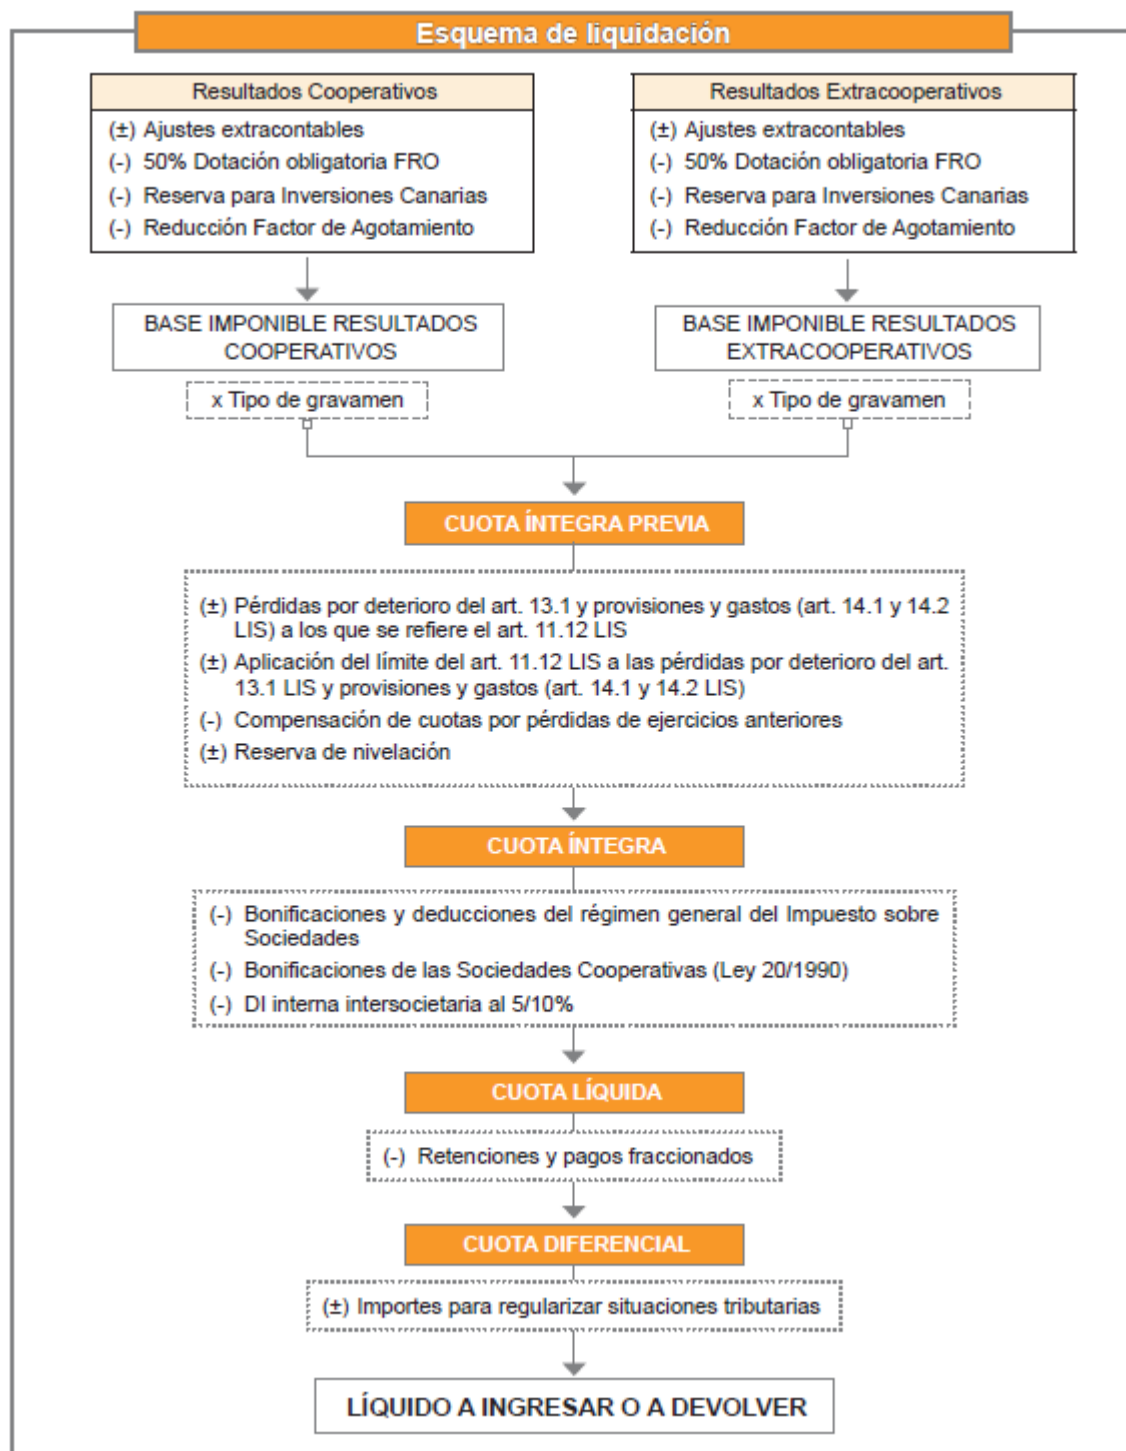 Esquema de liquidación
Resultados Cooperativos
(±) Ajustes extracontables
(-) 50% Dotación obligatoria FRO
(-) Reserva para Inversiones Canarias
(-) Reducción Factor de Agotamiento
Resultados Extracooperativos
(±) Ajustes extracontables
(-) 50% Dotación obligatoria FRO
(-) Reserva para Inversiones Canarias
(-) Reducción Factor de Agotamiento
BASE IMPONIBLE RESULTADOS
COOPERATIVOS
BASE IMPONIBLE RESULTADOS
EXTRACOOPERATIVOS
x Tipo de gravamen
x Tipo de gravamen
CUOTA ÍNTEGRA PREVIA
(±) Pérdidas por deterioro del art. 13.1 y provisiones y gastos (art. 14.1 y 14.2
LIS) a los que se refiere el art. 11.12 LIS
(±) Aplicación del límite del art. 11.12 LIS a las pérdidas por deterioro del art.
13.1 LIS y provisiones y gastos (art. 14.1 y 14.2 LIS)
(-) Compensación de cuotas por pérdidas de ejercicios anteriores
(±) Reserva de nivelación
CUOTA ÍNTEGRA
(-) Bonificaciones y deducciones del régimen general del Impuesto sobre
Sociedades
(-) Bonificaciones de las Sociedades Cooperativas (Ley 20/1990)
(-) DI interna intersocietaria al 5/10%
CUOTA LÍQUIDA
(-) Retenciones y pagos fraccionados
CUOTA DIFERENCIAL
(±) Importes para regularizar situaciones tributarias
LÍQUIDO A INGRESAR O A DEVOLVER